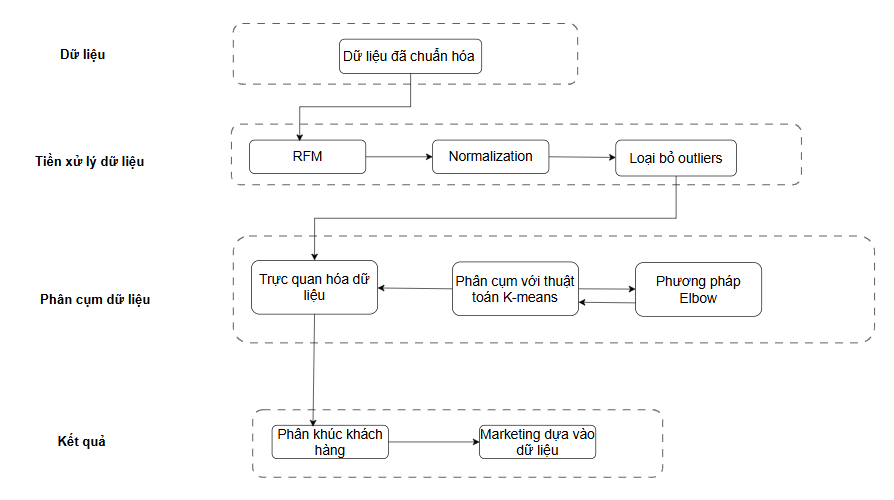 Dữ liệu
Dữ liệu đã chuẩn hóa
Tiền xử lý dữ liệu
RFM
Normalization
Loại bỏ outliers
Phân cụm dữ liệu
Trực quan hóa dữ
liệu
Phân cụm với thuật
toán K-means
Phương pháp
Elbow
Kết quả
Phân khúc khách
hàng
Marketing dựa vào
dữ liệu